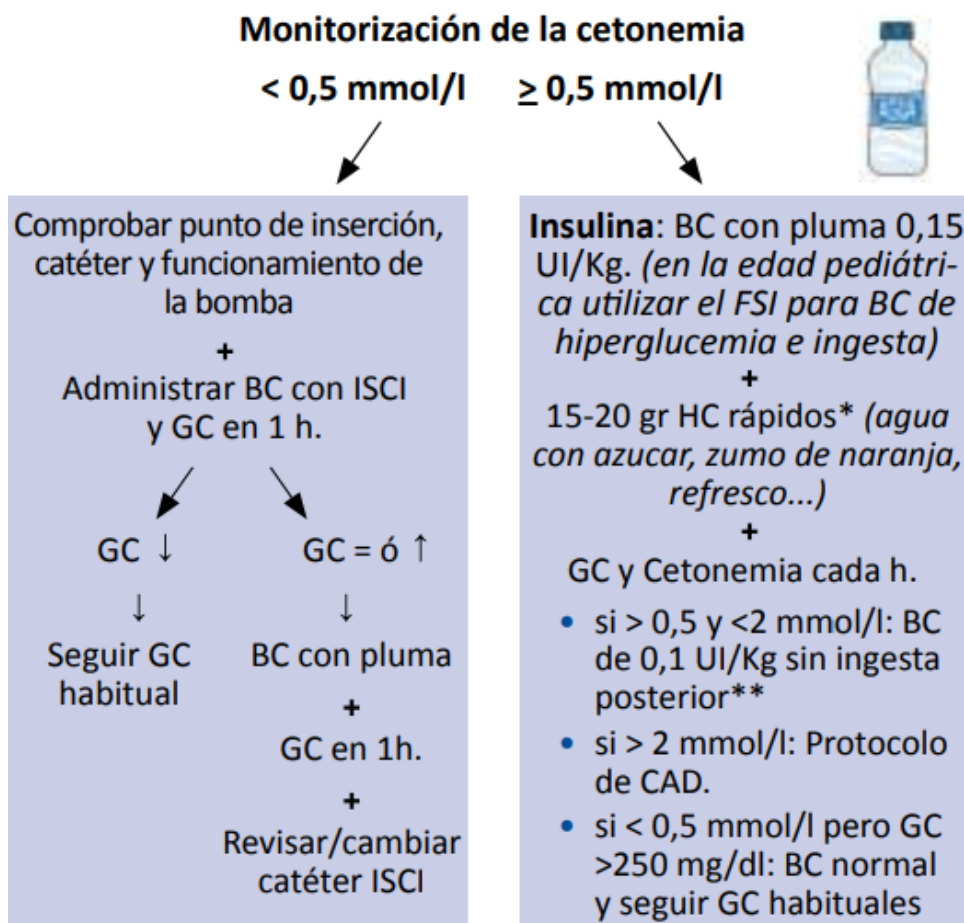 Monitorización de la cetonemia
< 0,5 mmol/l ≥ 0,5 mmol/l
Comprobar punto de inserción,
catéter y funcionamiento de
la bomba
+
Administrar BC con ISCI
y GC en 1 h.
GC ↓ GC = ó ↑
↓ ↓
Seguir GC
habitual
BC con pluma
+
GC en 1h.
+
Revisar/cambiar
catéter ISCI
Insulina: BC con pluma 0,15
UI/Kg. (en la edad pediátri-
ca utilizar el FSI para BC de
hiperglucemia e ingesta)
+
15-20 gr HC rápidos* (agua
con azucar, zumo de naranja,
refresco...)
+
GC y Cetonemia cada h.
• si > 0,5 y <2 mmol/l: BC
de 0,1 UI/Kg sin ingesta
posterior**
• si > 2 mmol/l: Protocolo
de CAD.
• si < 0,5 mmol/l pero GC
>250 mg/dl: BC normal
y seguir GC habituales